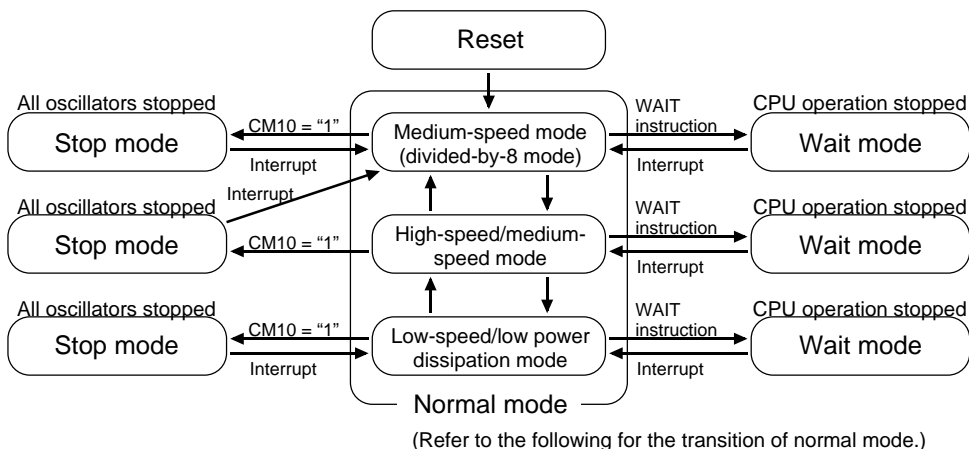 Reset
All oscillators stopped
CM10 = “1”
WAIT
instruction
CPU operation stopped
Stop mode
Medium-speed mode
(divided-by-8 mode)
Wait mode
Interrupt
Interrupt
Interrupt
All oscillators stopped
CM10 = “1”
WAIT
instruction
CPU operation stopped
Stop mode
High-speed/medium-
speed mode
Wait mode
Interrupt
All oscillators stopped
CM10 = “1”
WAIT
instruction
CPU operation stopped
Stop mode
Low-speed/low power
dissipation mode
Wait mode
Interrupt
Interrupt
Normal mode
(Refer to the following for the transition of normal mode.)